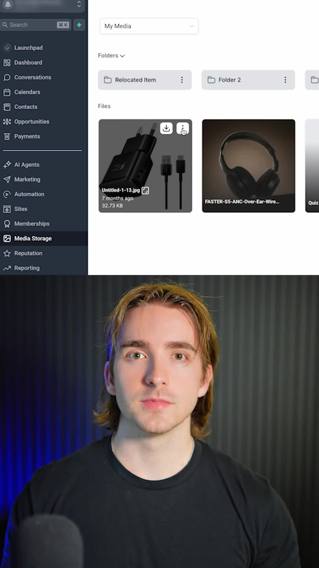 Search
⌘ K
+
Launchpad
Dashboard
Conversations
Calendars
Contacts
Opportunities
Payments
AI Agents
Marketing
Automation
Sites
Memberships
Media Storage
Reputation
Reporting
My Media
Folders
Relocated Item
Folder 2
Files
Untitled-1-13.jpg
7 months ago
32.73 KB
FASTER-S5-ANC-Over-Ear-Wire...
Quiz